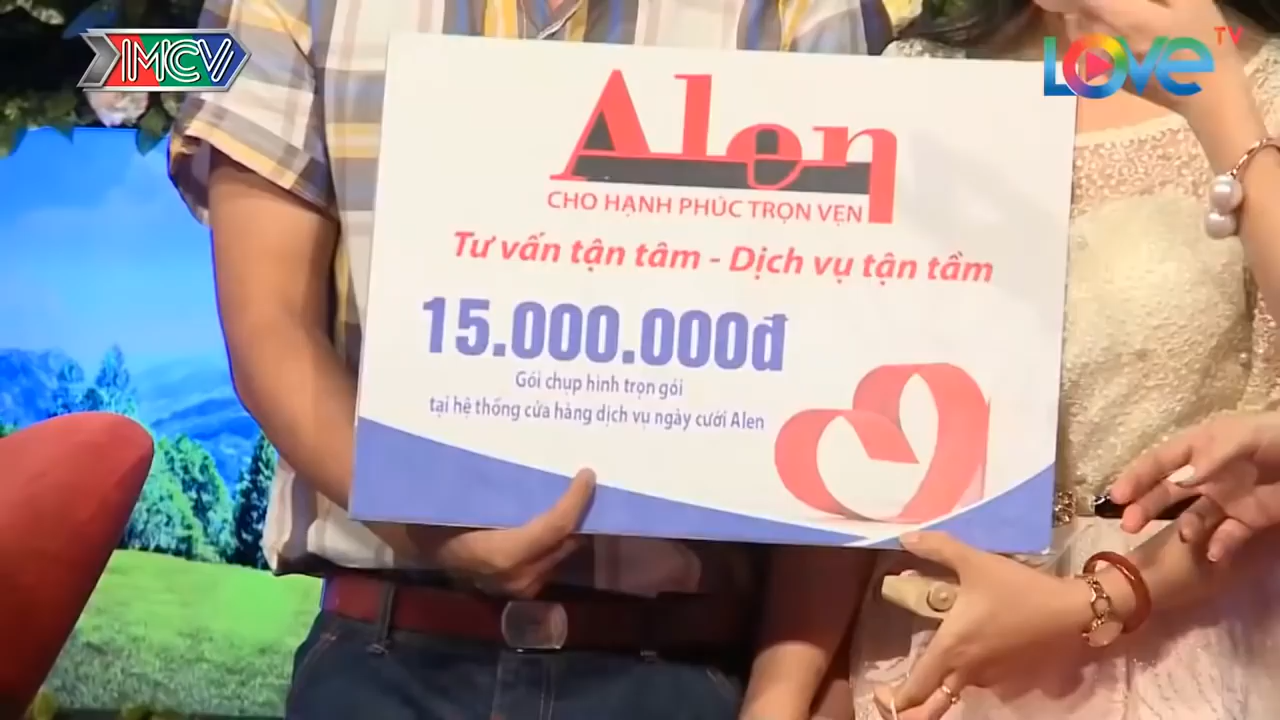 MCV
LOVE TV
Alen
CHO HẠNH PHÚC TRỌN VẸN
Tư vấn tận tâm - Dịch vụ tận tầm
15.000.000đ
Gói chụp hình trọn gói
tại hệ thống cửa hàng dịch vụ ngày cưới Alen